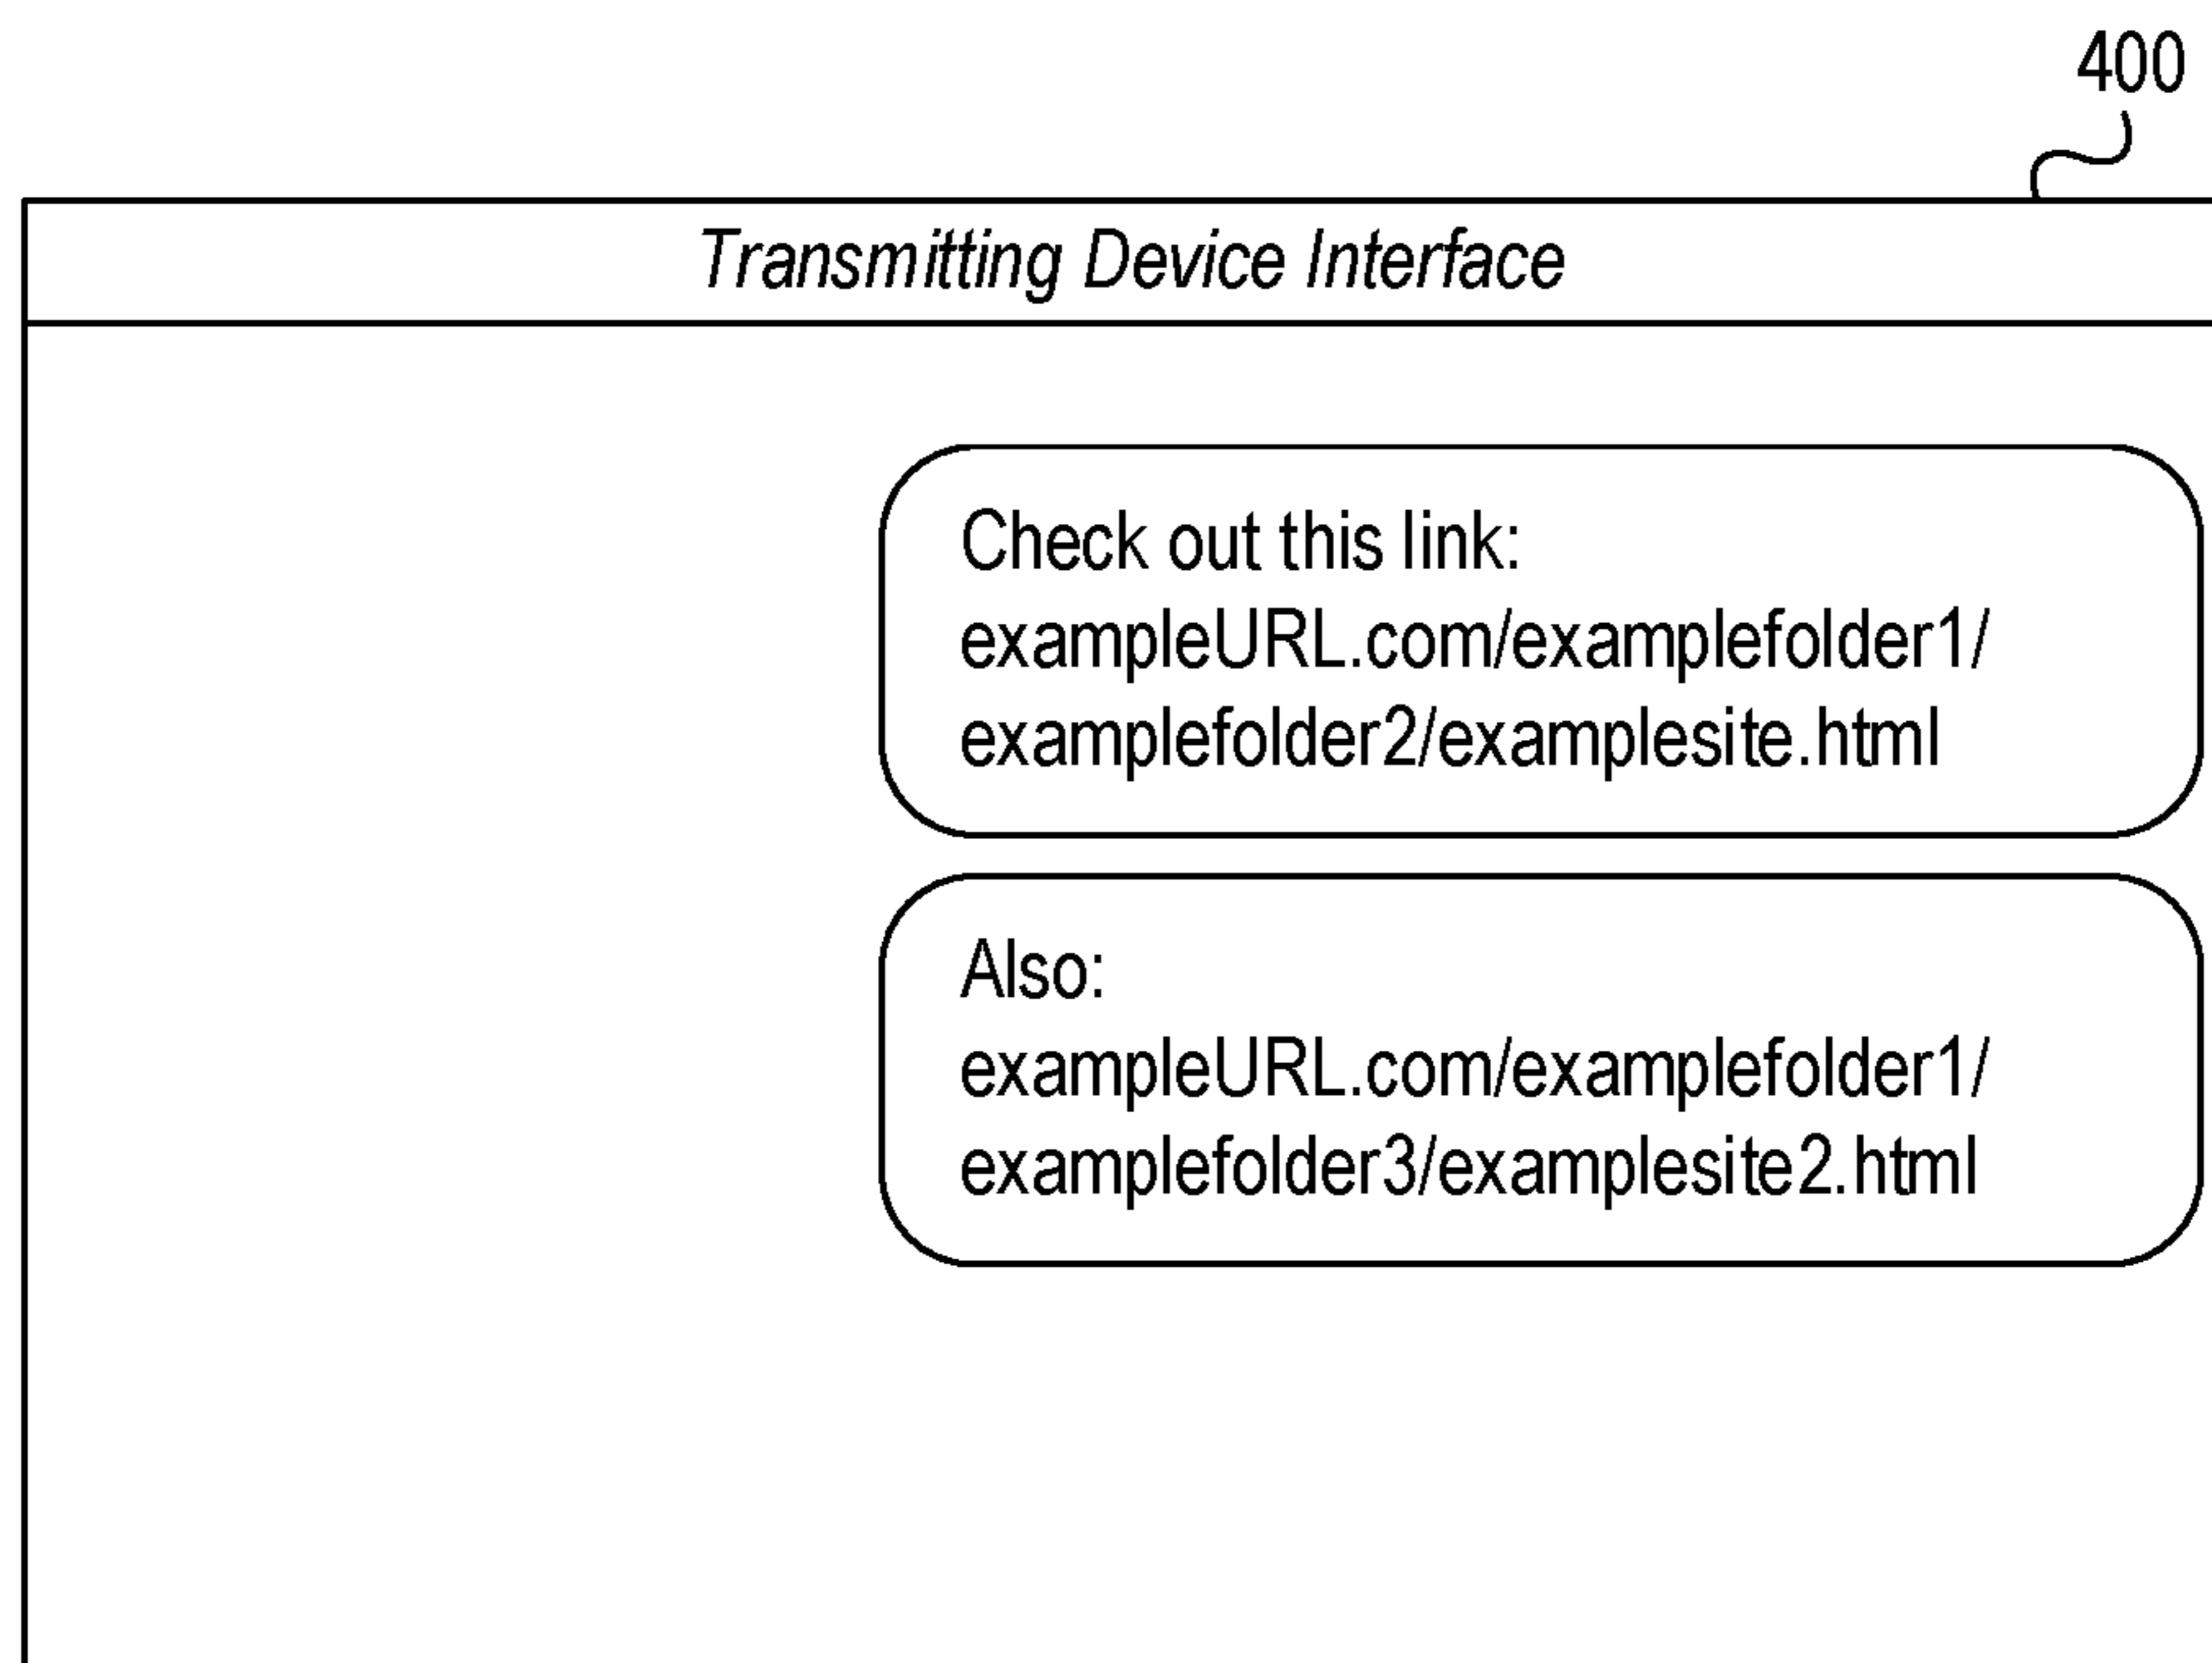 400
Transmitting Device Interface
Check out this link:
exampleURL.com/examplefolder1/
examplefolder2/examplesite.html
Also:
exampleURL.com/examplefolder1/
examplefolder3/examplesite2.html